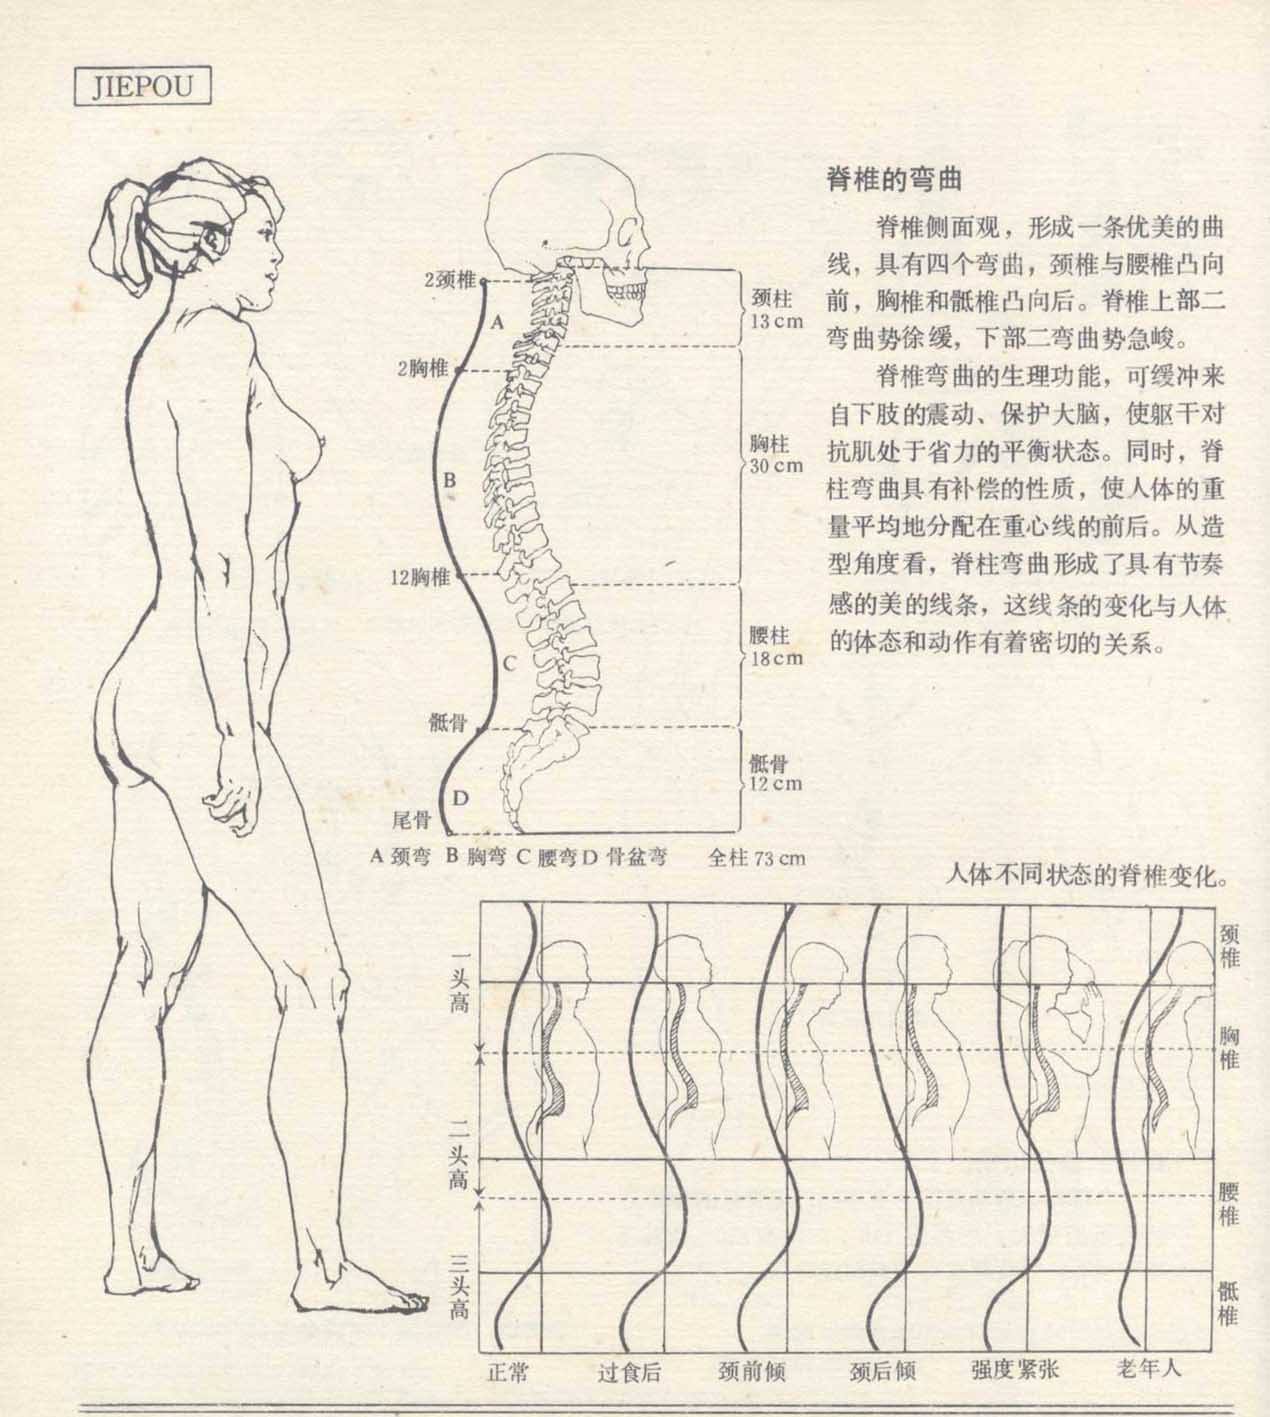 JIEPOU
脊椎的弯曲
脊椎侧面观，形成一条优美的曲
线，具有四个弯曲，颈椎与腰椎凸向
前，胸椎和骶椎凸向后。脊椎上部二
弯曲势徐缓，下部二弯曲势急峻。
脊椎弯曲的生理功能，可缓冲来
自下肢的震动、保护大脑，使躯干对
抗肌处于省力的平衡状态。同时，脊
柱弯曲具有补偿的性质，使人体的重
量平均地分配在重心线的前后。从造
型角度看，脊柱弯曲形成了具有节奏
感的美的线条，这线条的变化与人体
的体态和动作有着密切的关系。
2颈椎
A
2胸椎
B
12胸椎
C
骶骨
D
尾骨
颈柱
13cm
胸柱
30cm
腰柱
18cm
骶骨
12cm
A 颈弯 B 胸弯 C 腰弯 D 骨盆弯 全柱 73cm
人体不同状态的脊椎变化。
一头高
二头高
三头高
颈椎
胸椎
腰椎
骶椎
正常 过食后 颈前倾 颈后倾 强度紧张 老年人